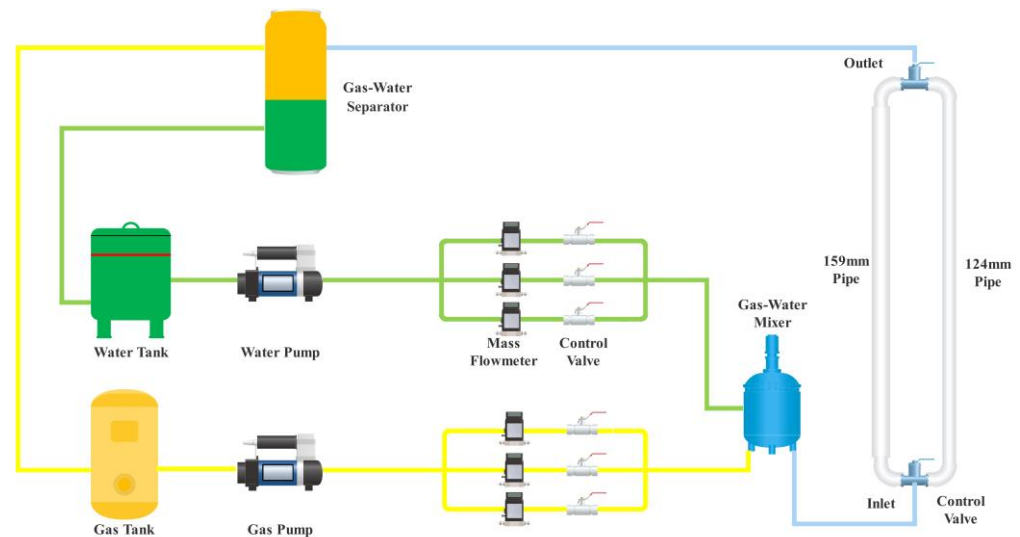 Outlet
Gas-Water
Separator
159mm
Pipe
124mm
Pipe
Gas-Water
Mixer
Water Tank
Water Pump
Mass
Flowmeter
Control
Valve
Inlet
Control
Valve
Gas Tank
Gas Pump